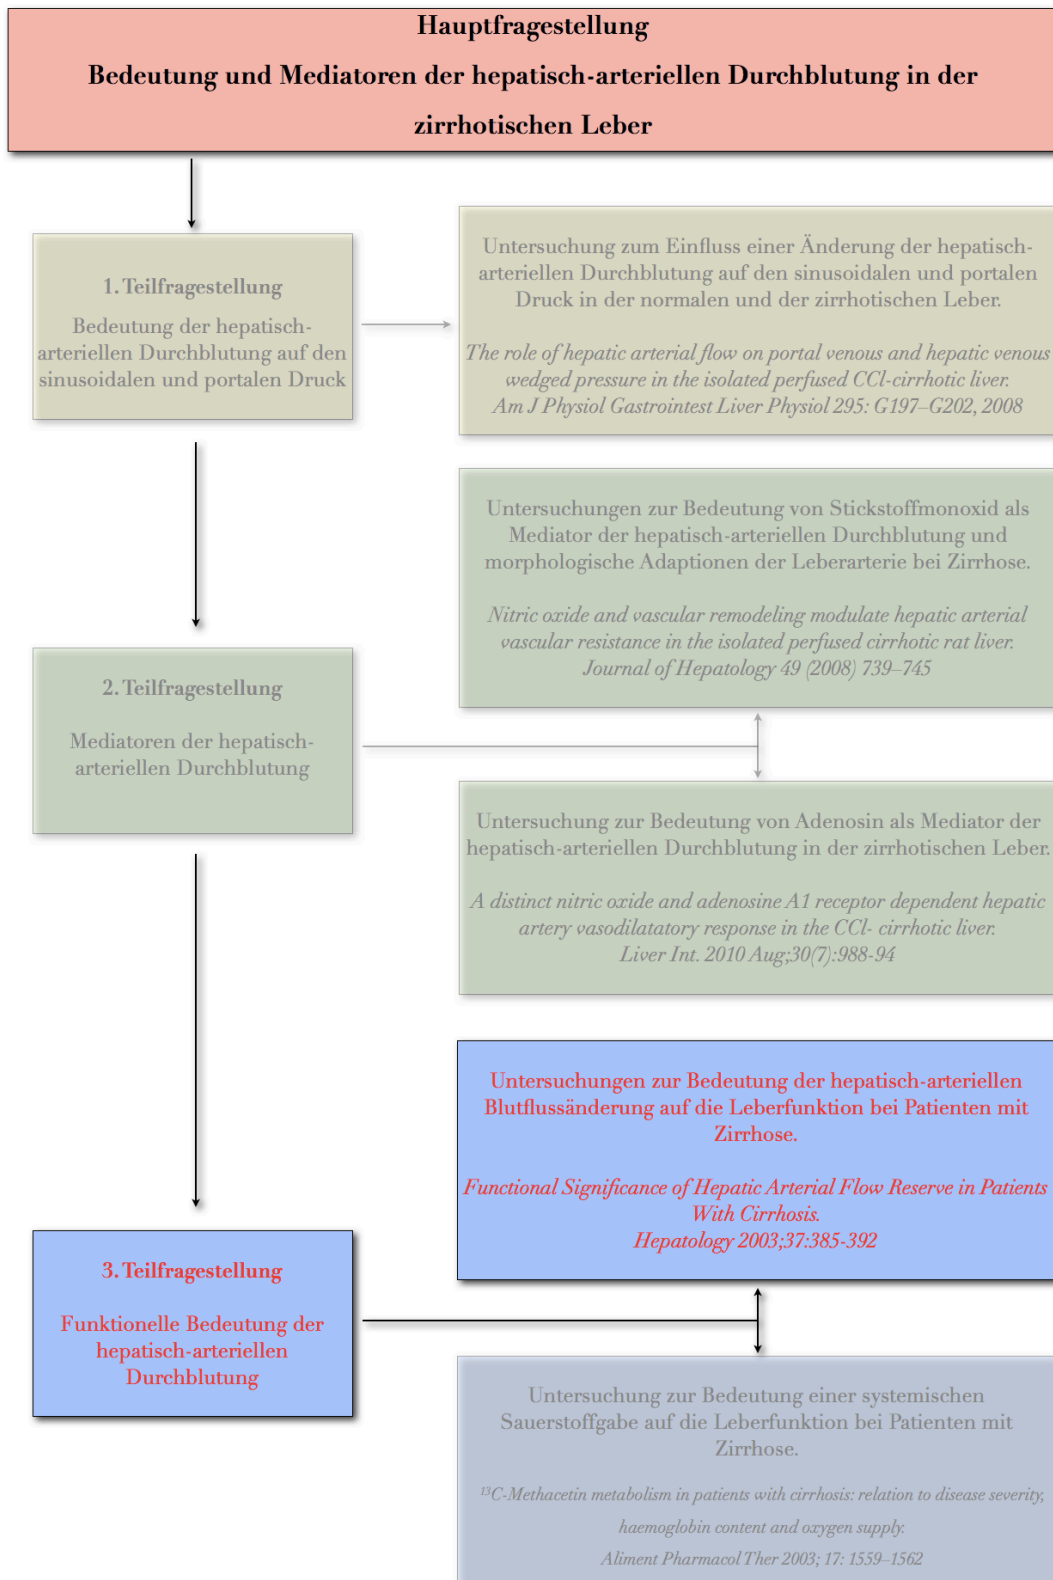 Hauptfragestellung
Bedeutung und Mediatoren der hepatisch-arteriellen Durchblutung in der
zirrhotischen Leber
1. Teilfragestellung
Bedeutung der hepatisch-
arteriellen Durchblutung auf den
sinusoidalen und portalen Druck
Untersuchung zum Einfluss einer Änderung der hepatisch-
arteriellen Durchblutung auf den sinusoidalen und portalen
Druck in der normalen und der zirrhotischen Leber.
The role of hepatic arterial flow on portal venous and hepatic venous
wedged pressure in the isolated perfused CCl-cirrhotic liver.
Am J Physiol Gastrointest Liver Physiol 295: G197–G202, 2008
Untersuchungen zur Bedeutung von Stickstoffmonoxid als
Mediator der hepatisch-arteriellen Durchblutung und
morphologische Adaptionen der Leberarterie bei Zirrhose.
Nitric oxide and vascular remodeling modulate hepatic arterial
vascular resistance in the isolated perfused cirrhotic rat liver.
Journal of Hepatology 49 (2008) 739–745
2. Teilfragestellung
Mediatoren der hepatisch-
arteriellen Durchblutung
Untersuchung zur Bedeutung von Adenosin als Mediator der
hepatisch-arteriellen Durchblutung in der zirrhotischen Leber.
A distinct nitric oxide and adenosine A1 receptor dependent hepatic
artery vasodilatatory response in the CCl- cirrhotic liver.
Liver Int. 2010 Aug;30(7):988-94
Untersuchungen zur Bedeutung der hepatisch-arteriellen
Blutflussänderung auf die Leberfunktion bei Patienten mit
Zirrhose.
Functional Significance of Hepatic Arterial Flow Reserve in Patients
With Cirrhosis.
Hepatology 2003;37:385-392
3. Teilfragestellung
Funktionelle Bedeutung der
hepatisch-arteriellen
Durchblutung
Untersuchung zur Bedeutung einer systemischen
Sauerstoffgabe auf die Leberfunktion bei Patienten mit
Zirrhose.
¹³C-Methacetin metabolism in patients with cirrhosis: relation to disease severity,
haemoglobin content and oxygen supply.
Aliment Pharmacol Ther 2003; 17: 1559–1562